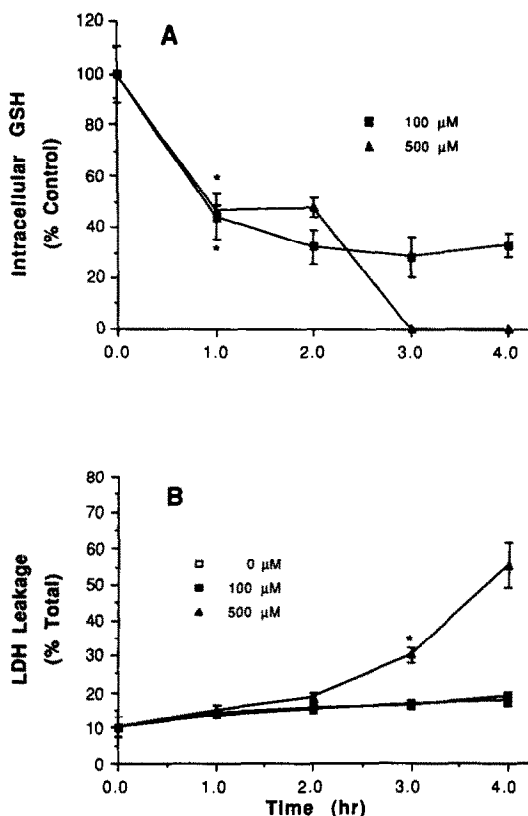 A
Intracellular GSH
(% Control)
120
100
80
60
40
20
0
100 μM
500 μM
*
*
0.0 1.0 2.0 3.0 4.0
B
LDH Leakage
(% Total)
80
70
60
50
40
30
20
10
0
0 μM
100 μM
500 μM
*
0.0 1.0 2.0 3.0 4.0
Time (hr)